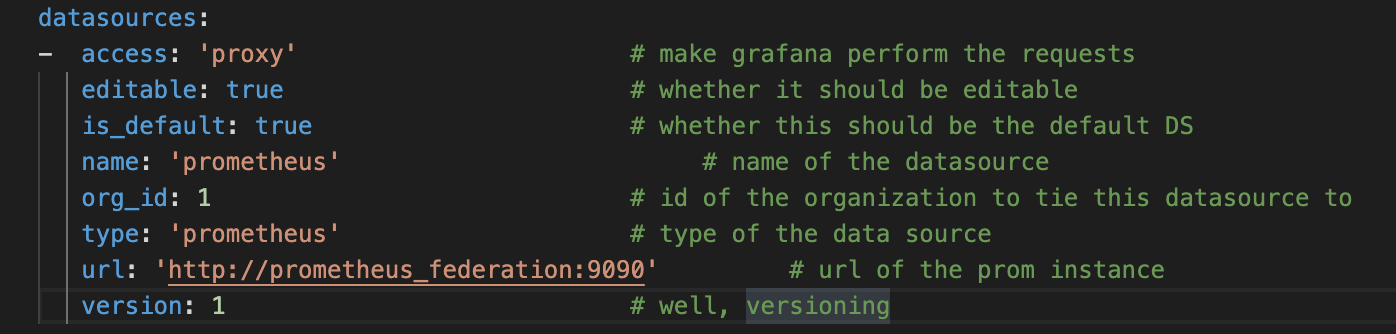 datasources:
-  access: 'proxy'                       # make grafana perform the requests
   editable: true                        # whether it should be editable
   is_default: true                      # whether this should be the default DS
   name: 'prometheus'                         # name of the datasource
   org_id: 1                             # id of the organization to tie this datasource to
   type: 'prometheus'                    # type of the data source
   url: 'http://prometheus_federation:9090'         # url of the prom instance
   version: 1                            # well, versioning